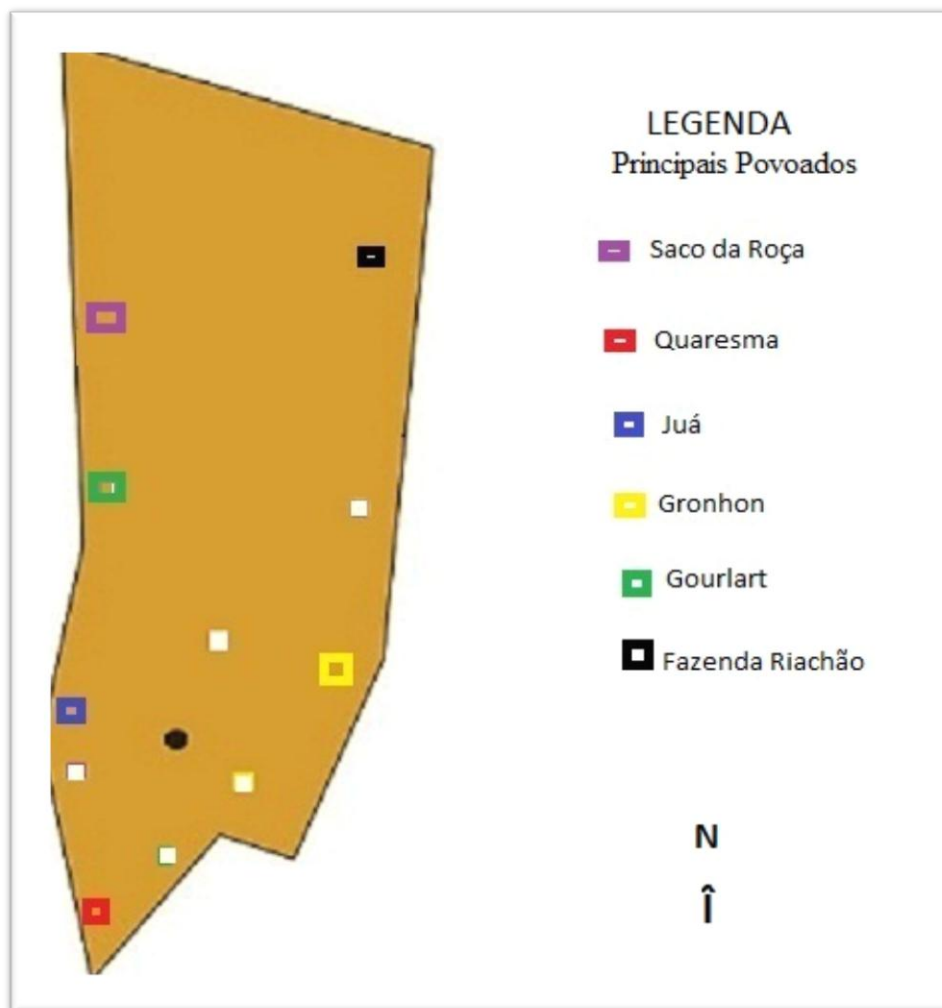 LEGENDA
Principais Povoados
Saco da Roça
Quaresma
Juá
Gronhon
Gourlart
Fazenda Riachão
N
Î